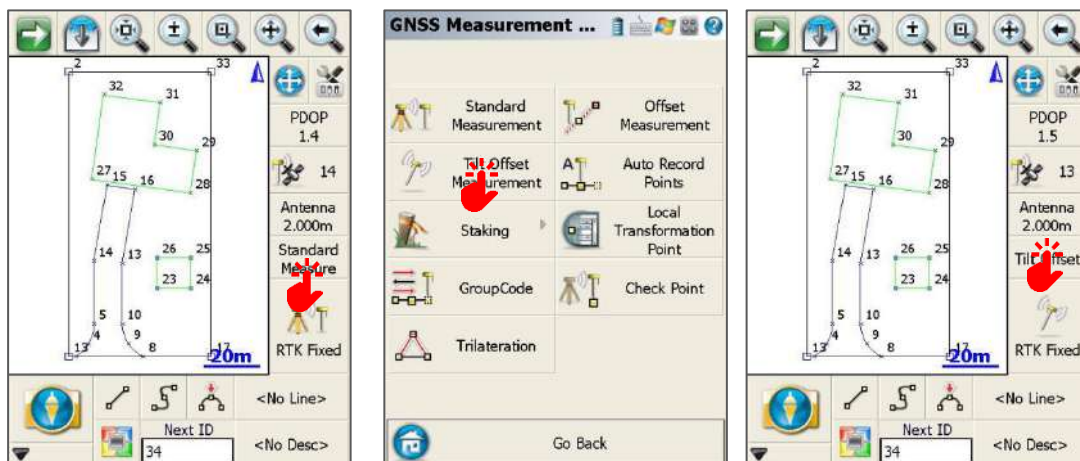 2
33
32
31
30
29
27
15
16
28
14
13
26
25
23
24
5
4
10
9
13
8
17
20m
PDOP
1.4
14
Antenna
2.000m
Standard
Measure
RTK Fixed
<No Line>
Next ID
34
<No Desc>
GNSS Measurement ...
Standard
Measurement
Offset
Measurement
Tilt Offset
Measurement
Auto Record
Points
Staking
Local
Transformation
Point
GroupCode
Check Point
Trilateration
Go Back
2
33
32
31
30
29
27
15
16
28
14
13
26
25
23
24
5
4
10
9
13
8
17
20m
PDOP
1.5
13
Antenna
2.000m
Tilt Offset
RTK Fixed
<No Line>
Next ID
34
<No Desc>